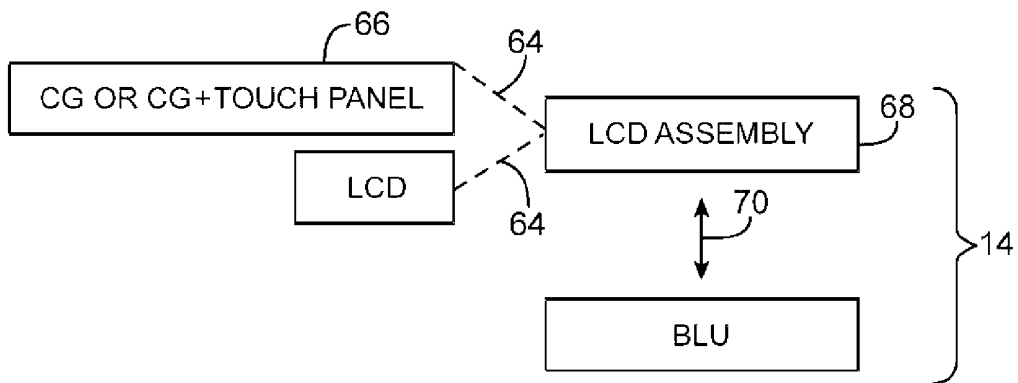 66
64
CG OR CG+TOUCH PANEL
LCD ASSEMBLY
68
LCD
64
70
14
BLU